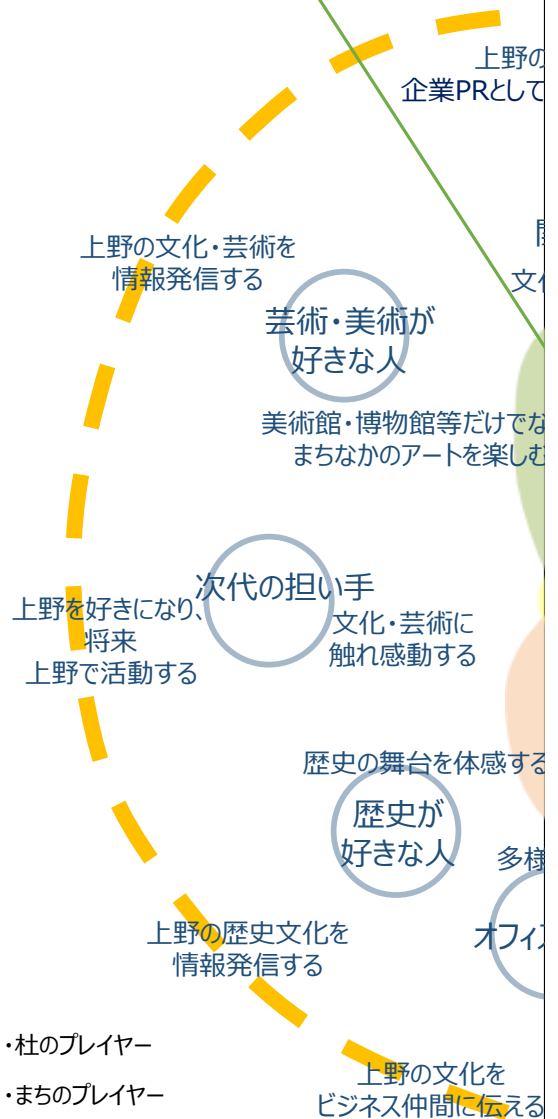 上野の
企業PRとして
文化
上野の文化・芸術を
情報発信する
芸術・美術が
好きな人
美術館・博物館等だけでな
まちなかのアートを楽しむ
次代の担い手
上野を好きになり、
将来
上野で活動する
文化・芸術に
触れ感動する
歴史の舞台を体感する
歴史が
好きな人
多様
オフィス
上野の歴史文化を
情報発信する
・杜のプレイヤー
・まちのプレイヤー
上野の文化を
ビジネス仲間に伝える